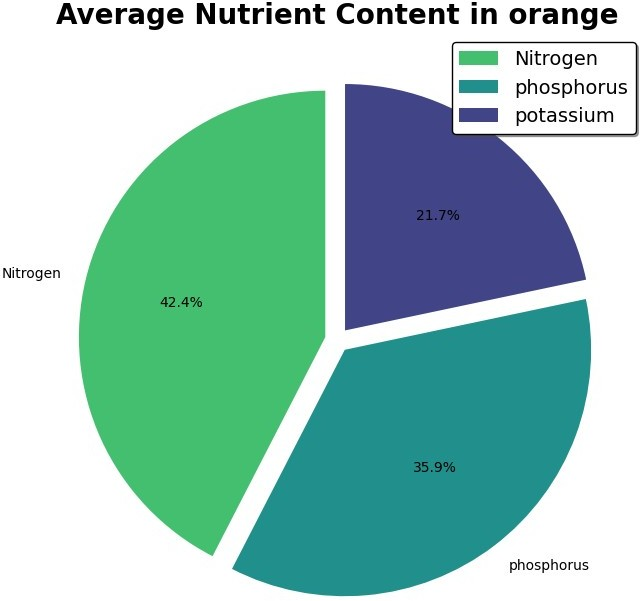 Average Nutrient Content in orange
Nitrogen
phosphorus
potassium
21.7%
Nitrogen
42.4%
35.9%
phosphorus